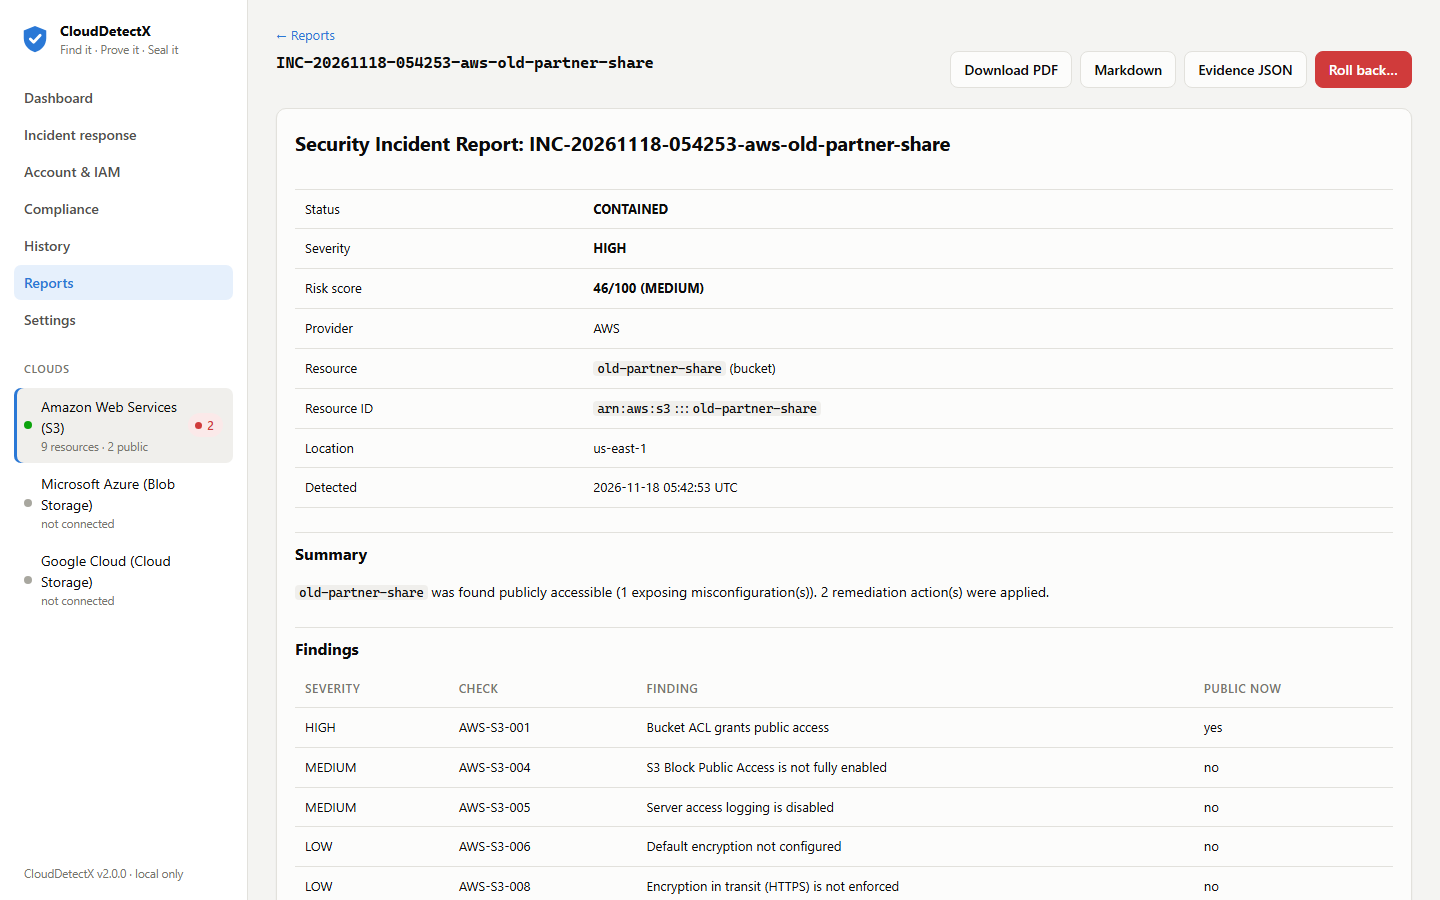 CloudDetectX
Find it · Prove it · Seal it
Dashboard
Incident response
Account & IAM
Compliance
History
Reports
Settings
CLOUDS
Amazon Web Services
(S3)
9 resources · 2 public
2
Microsoft Azure (Blob
Storage)
not connected
Google Cloud (Cloud
Storage)
not connected
CloudDetectX v2.0.0 · local only
← Reports
INC-20261118-054253-aws-old-partner-share
Download PDF
Markdown
Evidence JSON
Roll back...
Security Incident Report: INC-20261118-054253-aws-old-partner-share
Status CONTAINED
Severity HIGH
Risk score 46/100 (MEDIUM)
Provider AWS
Resource old-partner-share (bucket)
Resource ID arn:aws:s3:::old-partner-share
Location us-east-1
Detected 2026-11-18 05:42:53 UTC
Summary
old-partner-share was found publicly accessible (1 exposing misconfiguration(s)). 2 remediation action(s) were applied.
Findings
SEVERITY CHECK FINDING PUBLIC NOW
HIGH AWS-S3-001 Bucket ACL grants public access yes
MEDIUM AWS-S3-004 S3 Block Public Access is not fully enabled no
MEDIUM AWS-S3-005 Server access logging is disabled no
LOW AWS-S3-006 Default encryption not configured no
LOW AWS-S3-008 Encryption in transit (HTTPS) is not enforced no